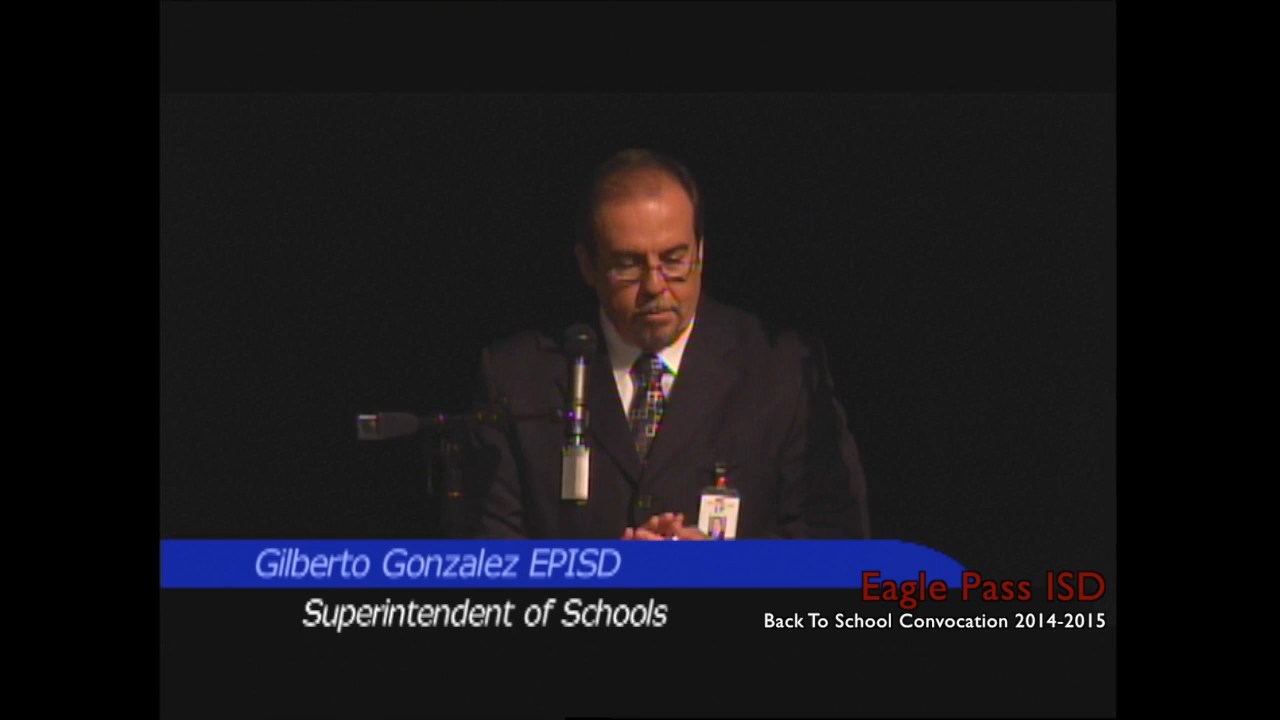 Gilberto Gonzalez EPISD
Superintendent of Schools
Eagle Pass ISD
Back To School Convocation 2014-2015